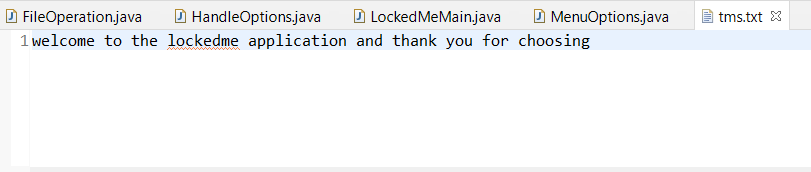 FileOperation.java HandleOptions.java LockedMeMain.java MenuOptions.java tms.txt
1 welcome to the lockedme application and thank you for choosing